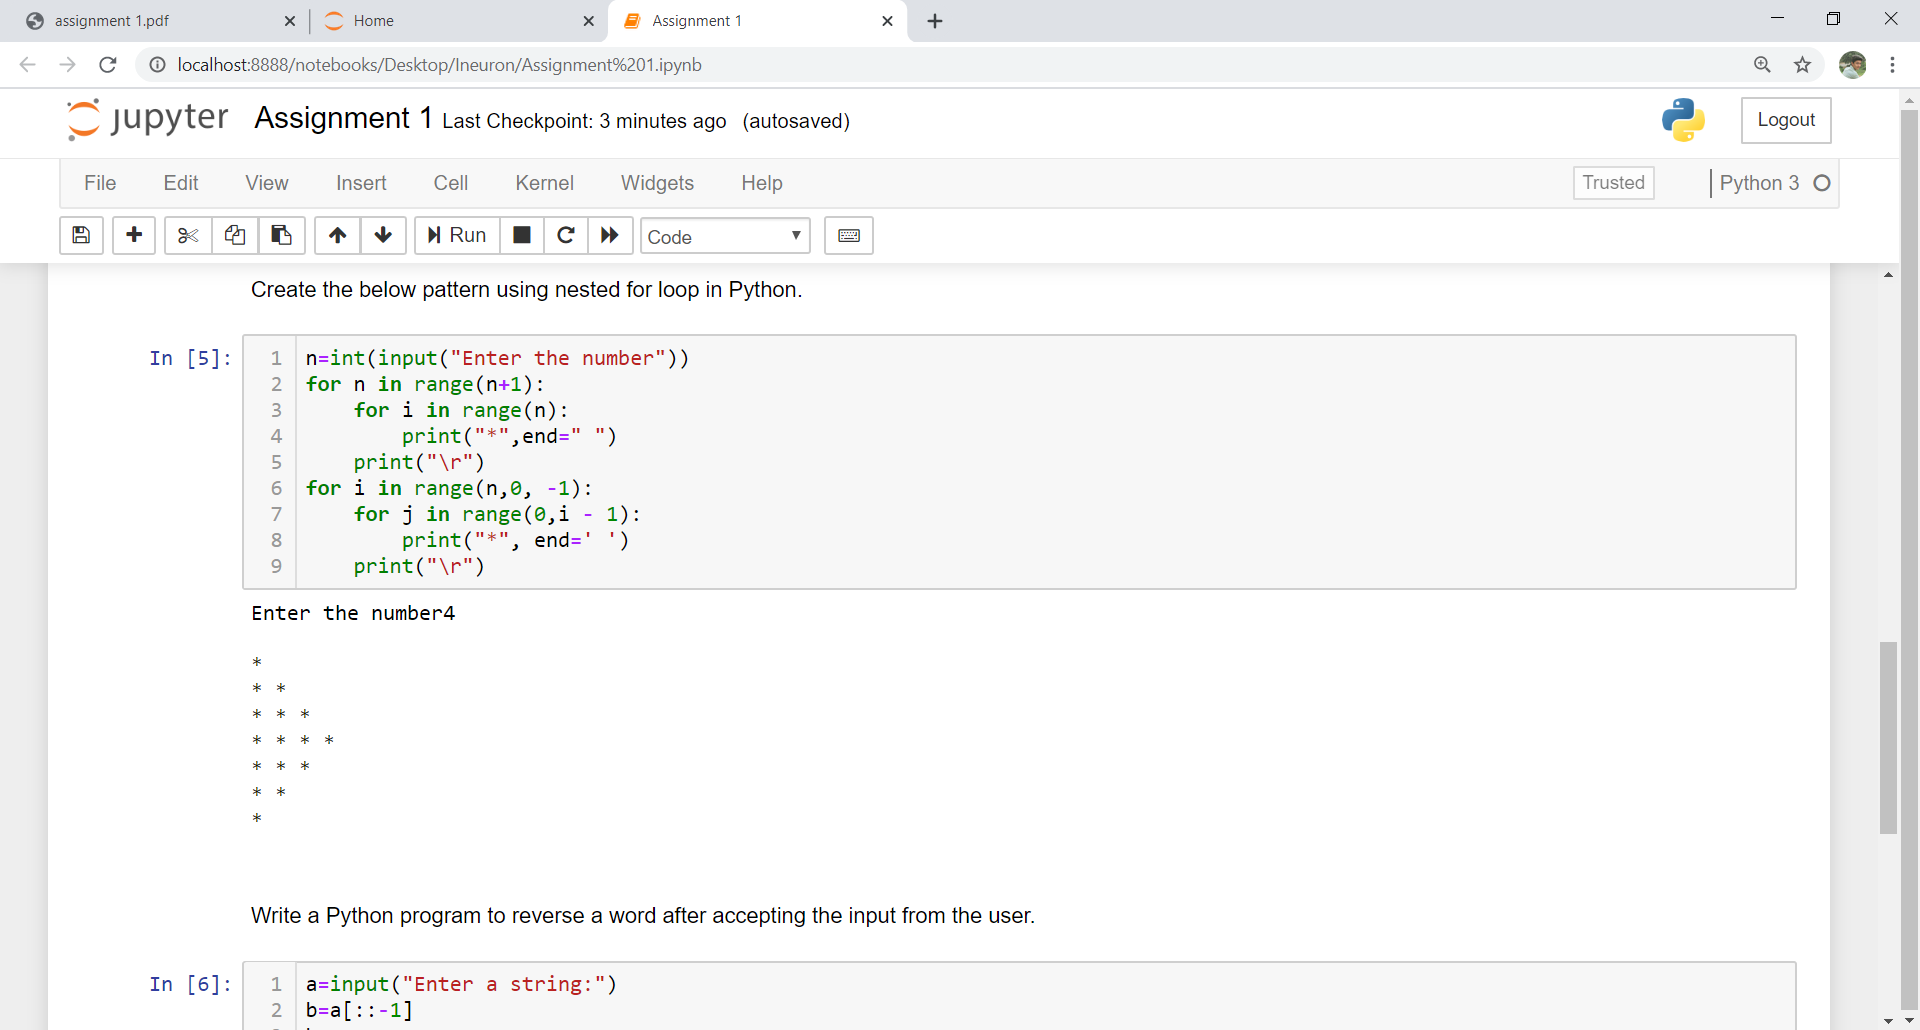 assignment 1.pdf
Home
Assignment 1
localhost:8888/notebooks/Desktop/Ineuron/Assignment%201.ipynb
jupyter Assignment 1 Last Checkpoint: 3 minutes ago (autosaved)
Logout
File Edit View Insert Cell Kernel Widgets Help
Trusted
Python 3
Run
Code
Create the below pattern using nested for loop in Python.
In [5]:
1 n=int(input("Enter the number"))
2 for n in range(n+1):
3     for i in range(n):
4         print("*",end=" ")
5     print("\r")
6 for i in range(n,0, -1):
7     for j in range(0,i - 1):
8         print("*", end=' ')
9     print("\r")
Enter the number4
*
* *
* * *
* * * *
* * *
* *
*
Write a Python program to reverse a word after accepting the input from the user.
In [6]:
1 a=input("Enter a string:")
2 b=a[::-1]